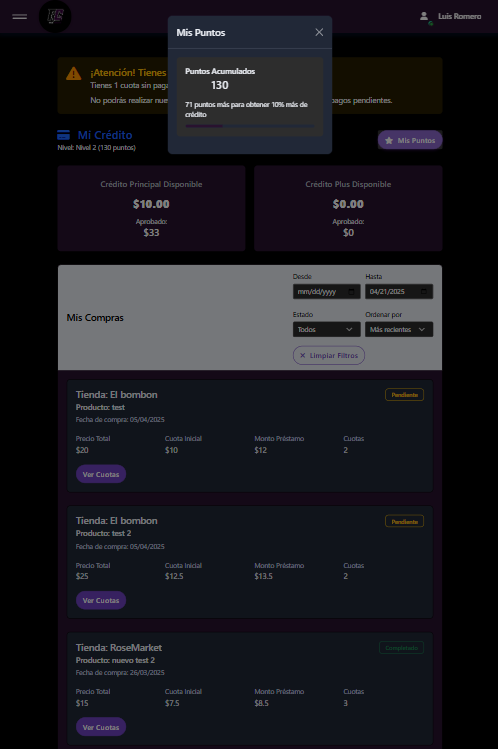 Luis Romero
Mis Puntos
Puntos Acumulados
130
71 puntos más para obtener 10% más de
crédito
¡Atención! Tienes
Tienes 1 cuota sin paga
No podrás realizar nue
agos pendientes.
Mi Crédito
Nivel: Nivel 2 (130 puntos)
Mis Puntos
Crédito Principal Disponible
$10.00
Aprobado:
$33
Crédito Plus Disponible
$0.00
Aprobado:
$0
Mis Compras
Desde
Hasta
mm/dd/yyyy
04/21/2025
Estado
Ordenar por
Todos
Más recientes
Limpiar Filtros
Tienda: El bombon
Pendiente
Producto: test
Fecha de compra: 05/04/2025
Precio Total
Cuota Inicial
Monto Préstamo
Cuotas
$20
$10
$12
2
Ver Cuotas
Tienda: El bombon
Pendiente
Producto: test 2
Fecha de compra: 05/04/2025
Precio Total
Cuota Inicial
Monto Préstamo
Cuotas
$25
$12.5
$13.5
2
Ver Cuotas
Tienda: RoseMarket
Completado
Producto: nuevo test 2
Fecha de compra: 26/03/2025
Precio Total
Cuota Inicial
Monto Préstamo
Cuotas
$15
$7.5
$8.5
3
Ver Cuotas